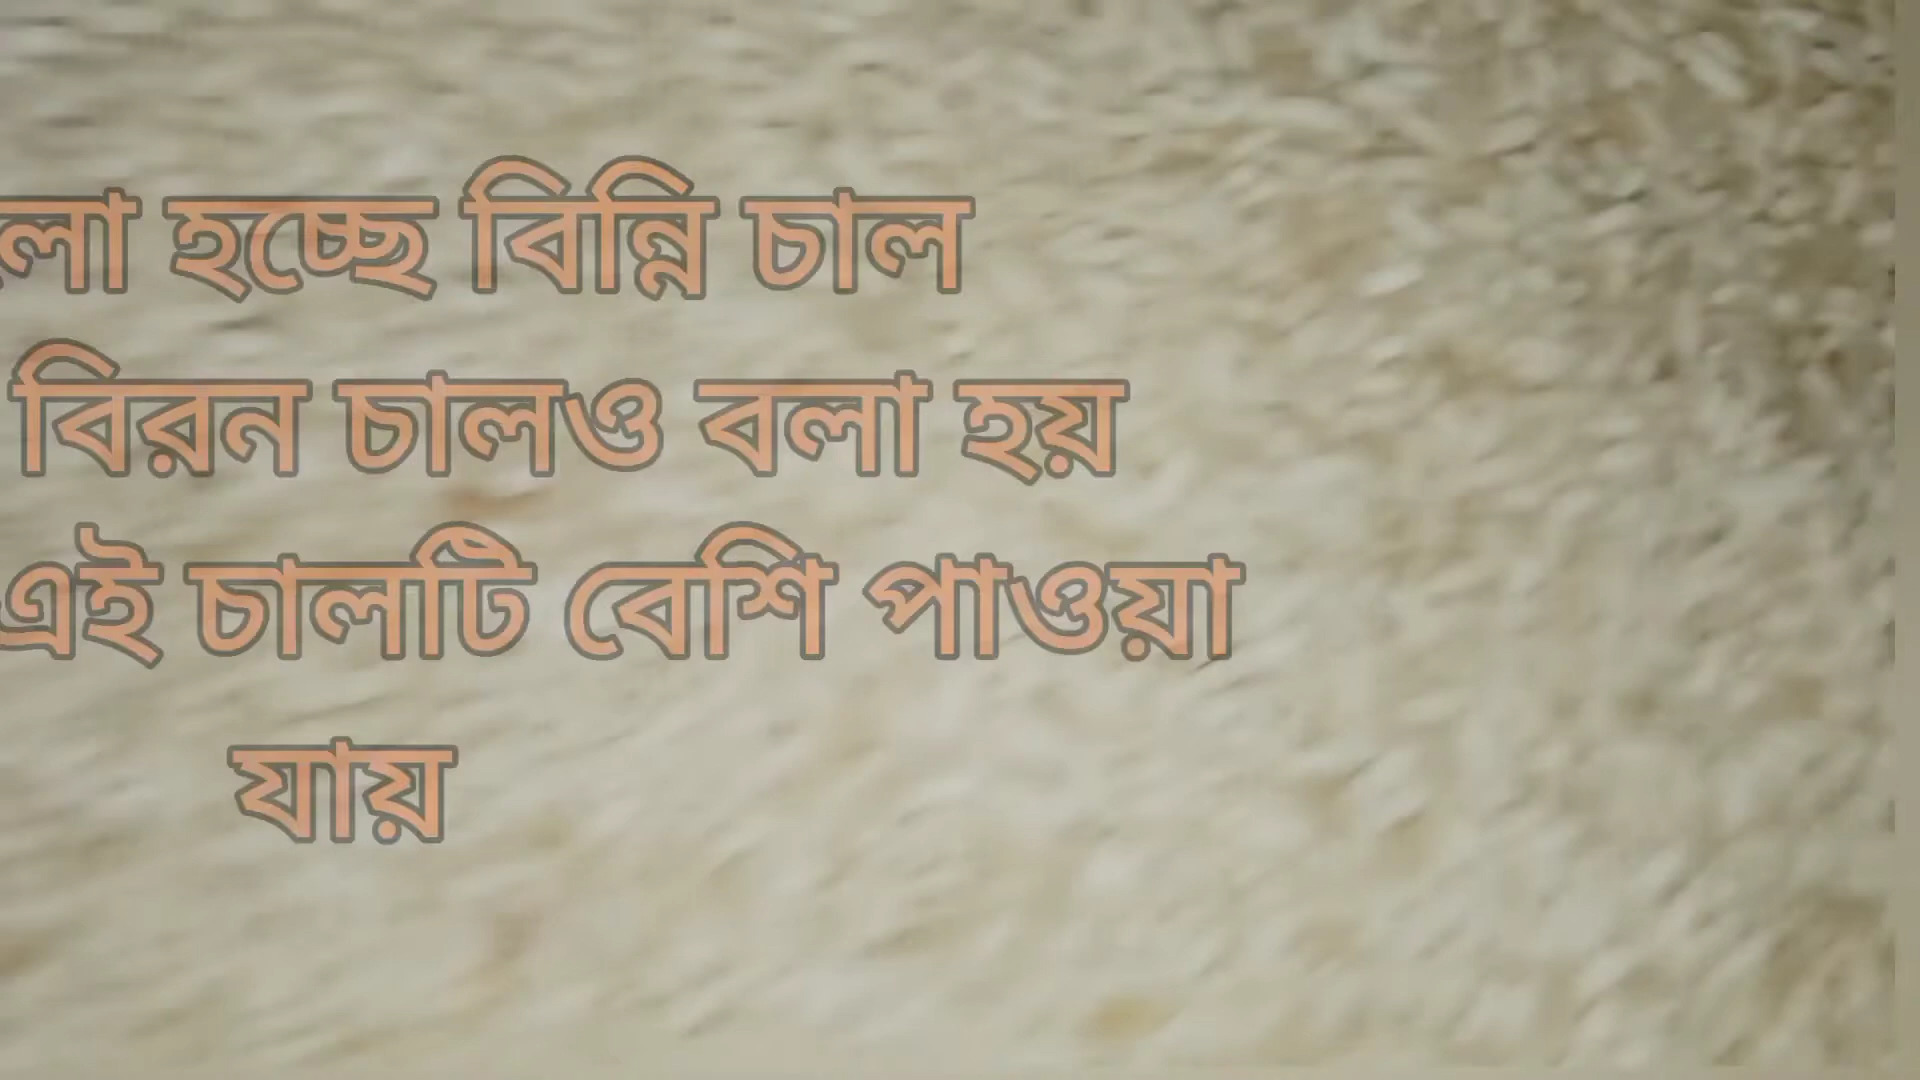 হচ্ছে বিন্নি চাল
বিরন চালও বলা হয়
এই চালটি বেশি পাওয়া
যায়